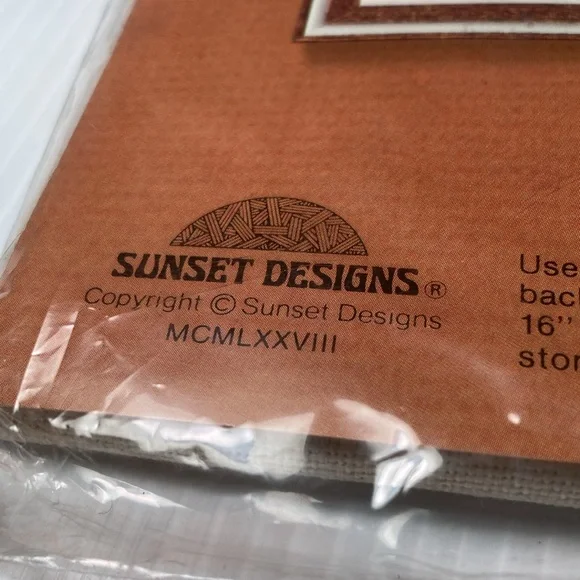 SUNSET DESIGNS®
Copyright © Sunset Designs
MCMLXXVIII
Use
back
16"
stor